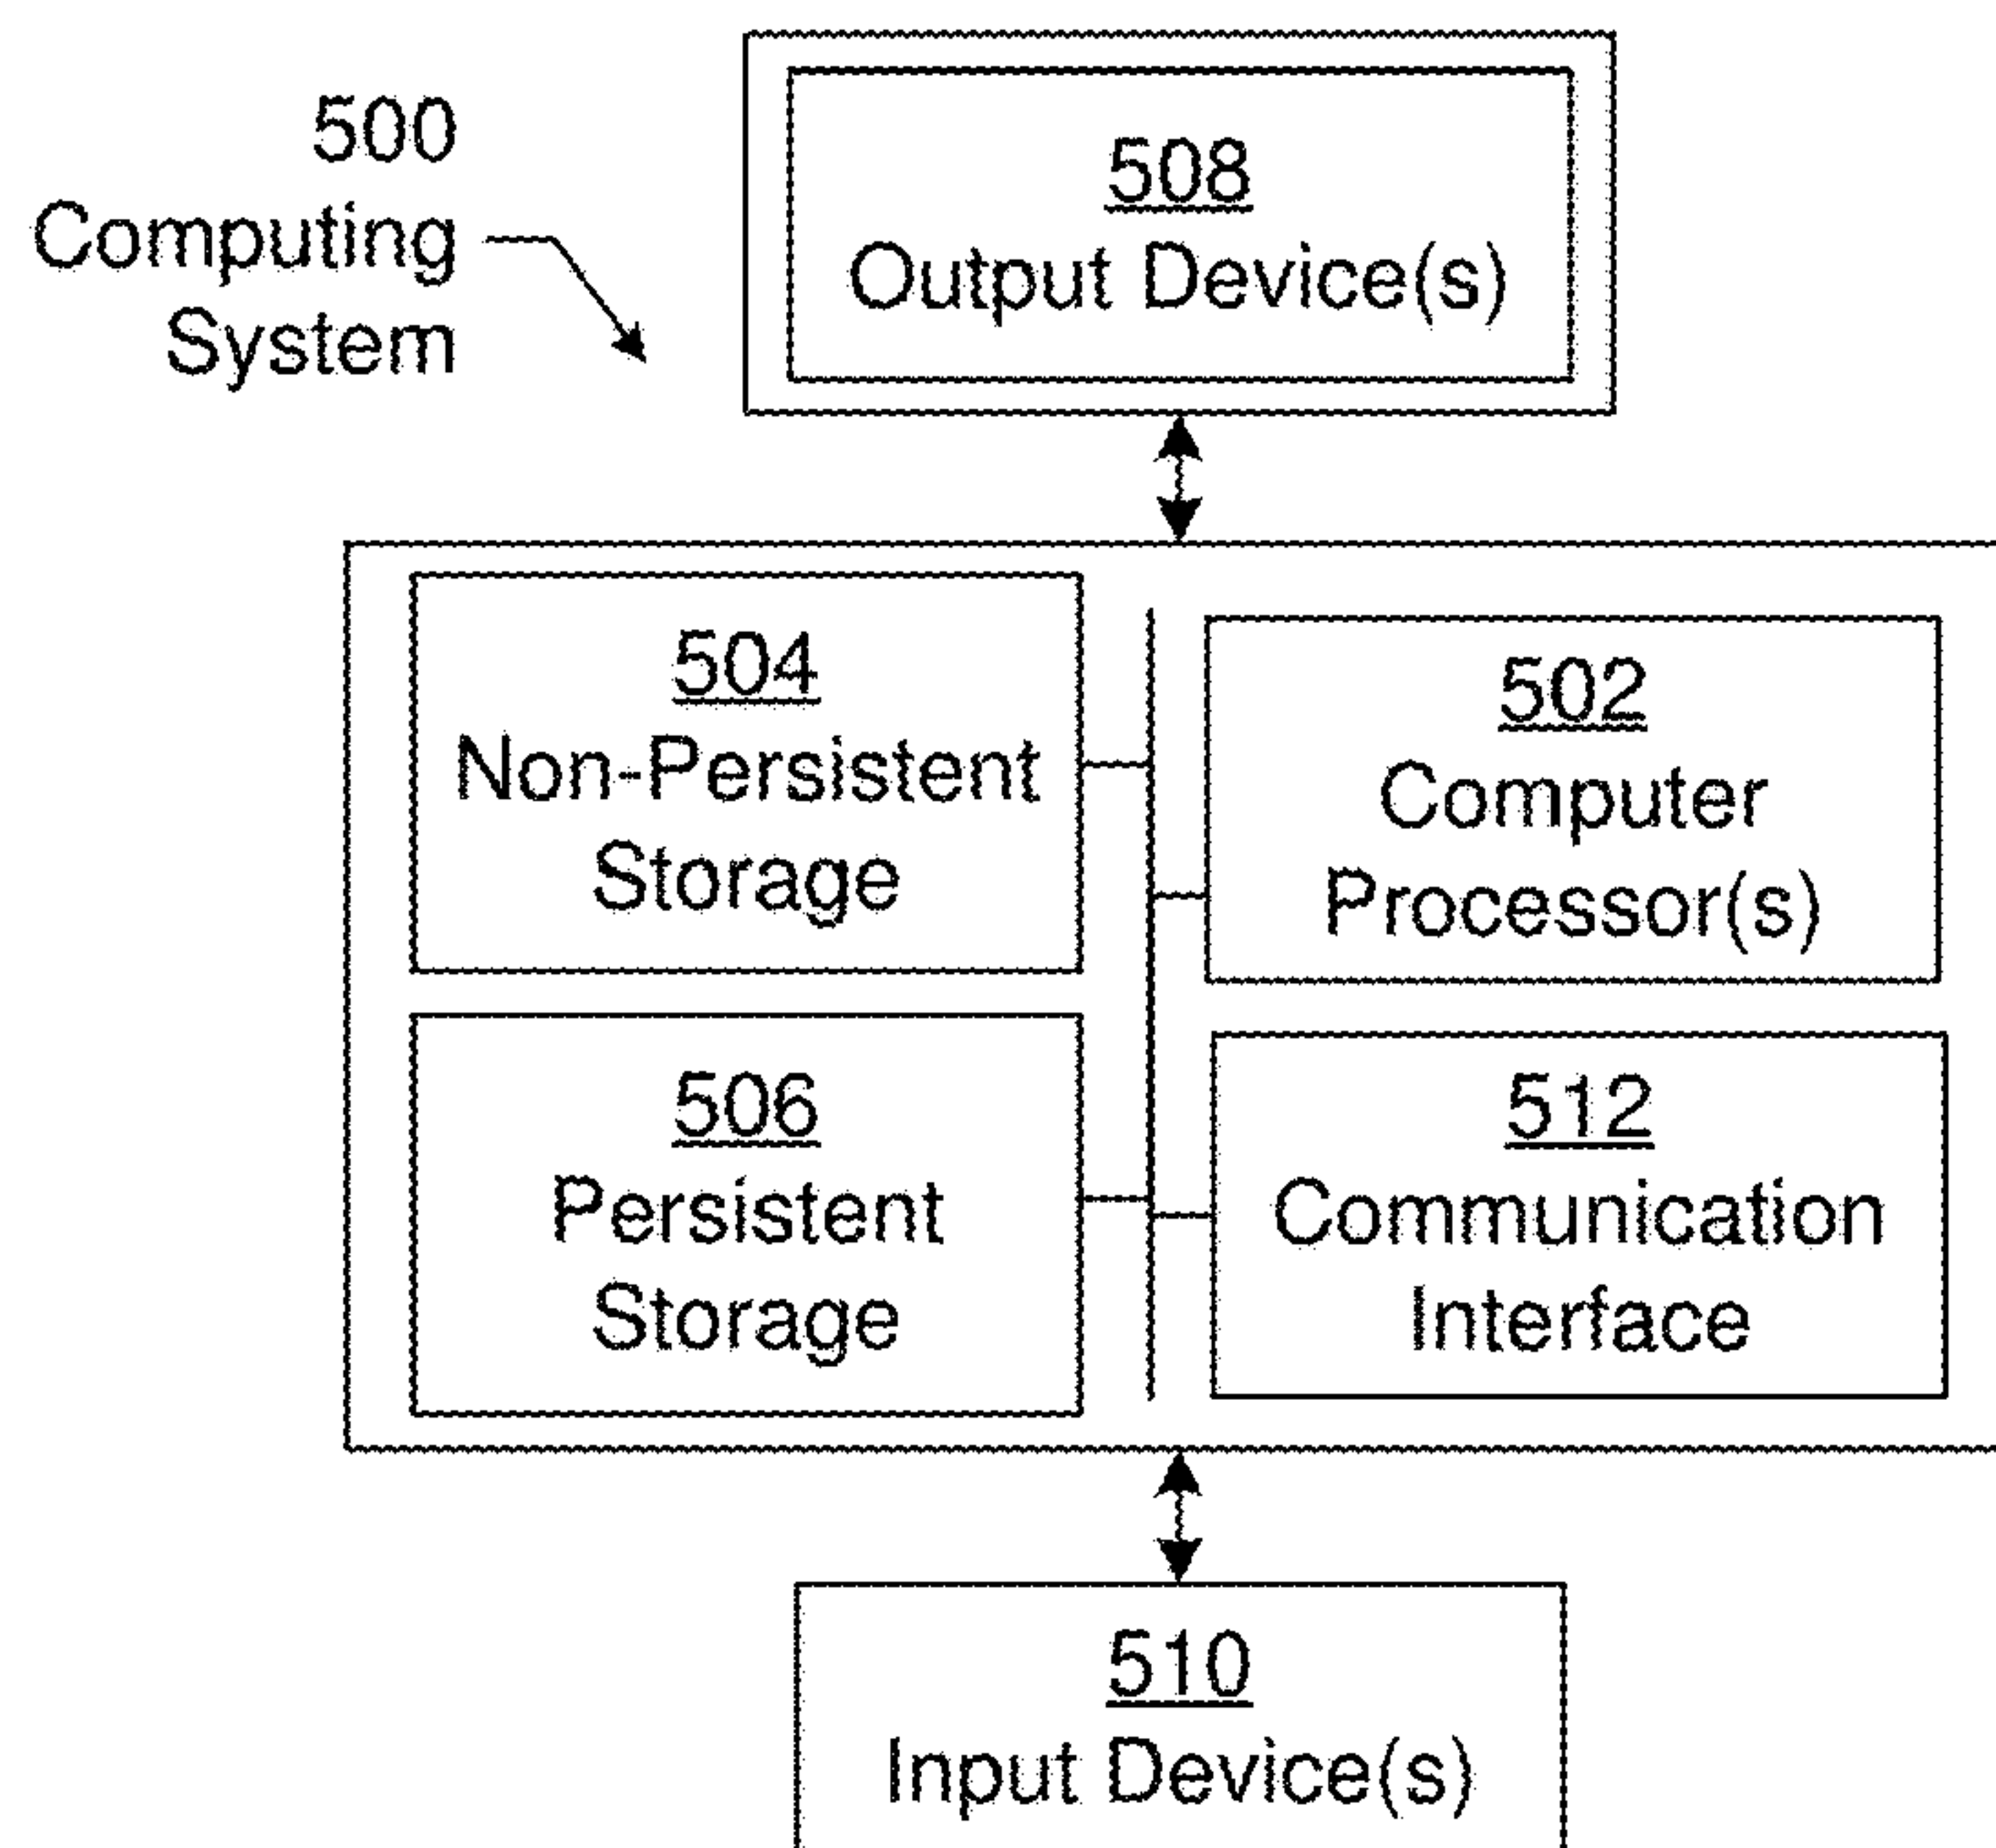 500
Computing
System
508
Output Device(s)
504
Non-Persistent
Storage
502
Computer
Processor(s)
506
Persistent
Storage
512
Communication
Interface
510
Input Device(s)